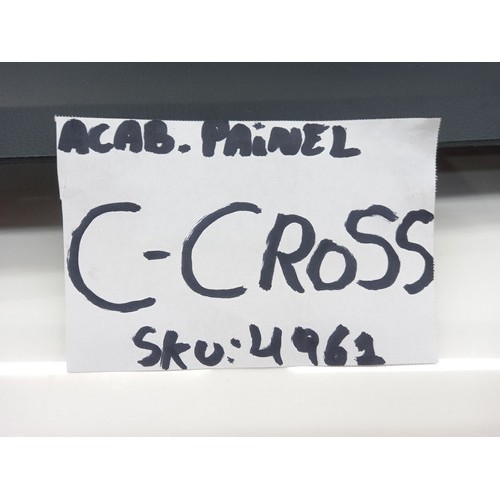 ACAB. PAiNEL
C-CRoSS
SKU: 4961